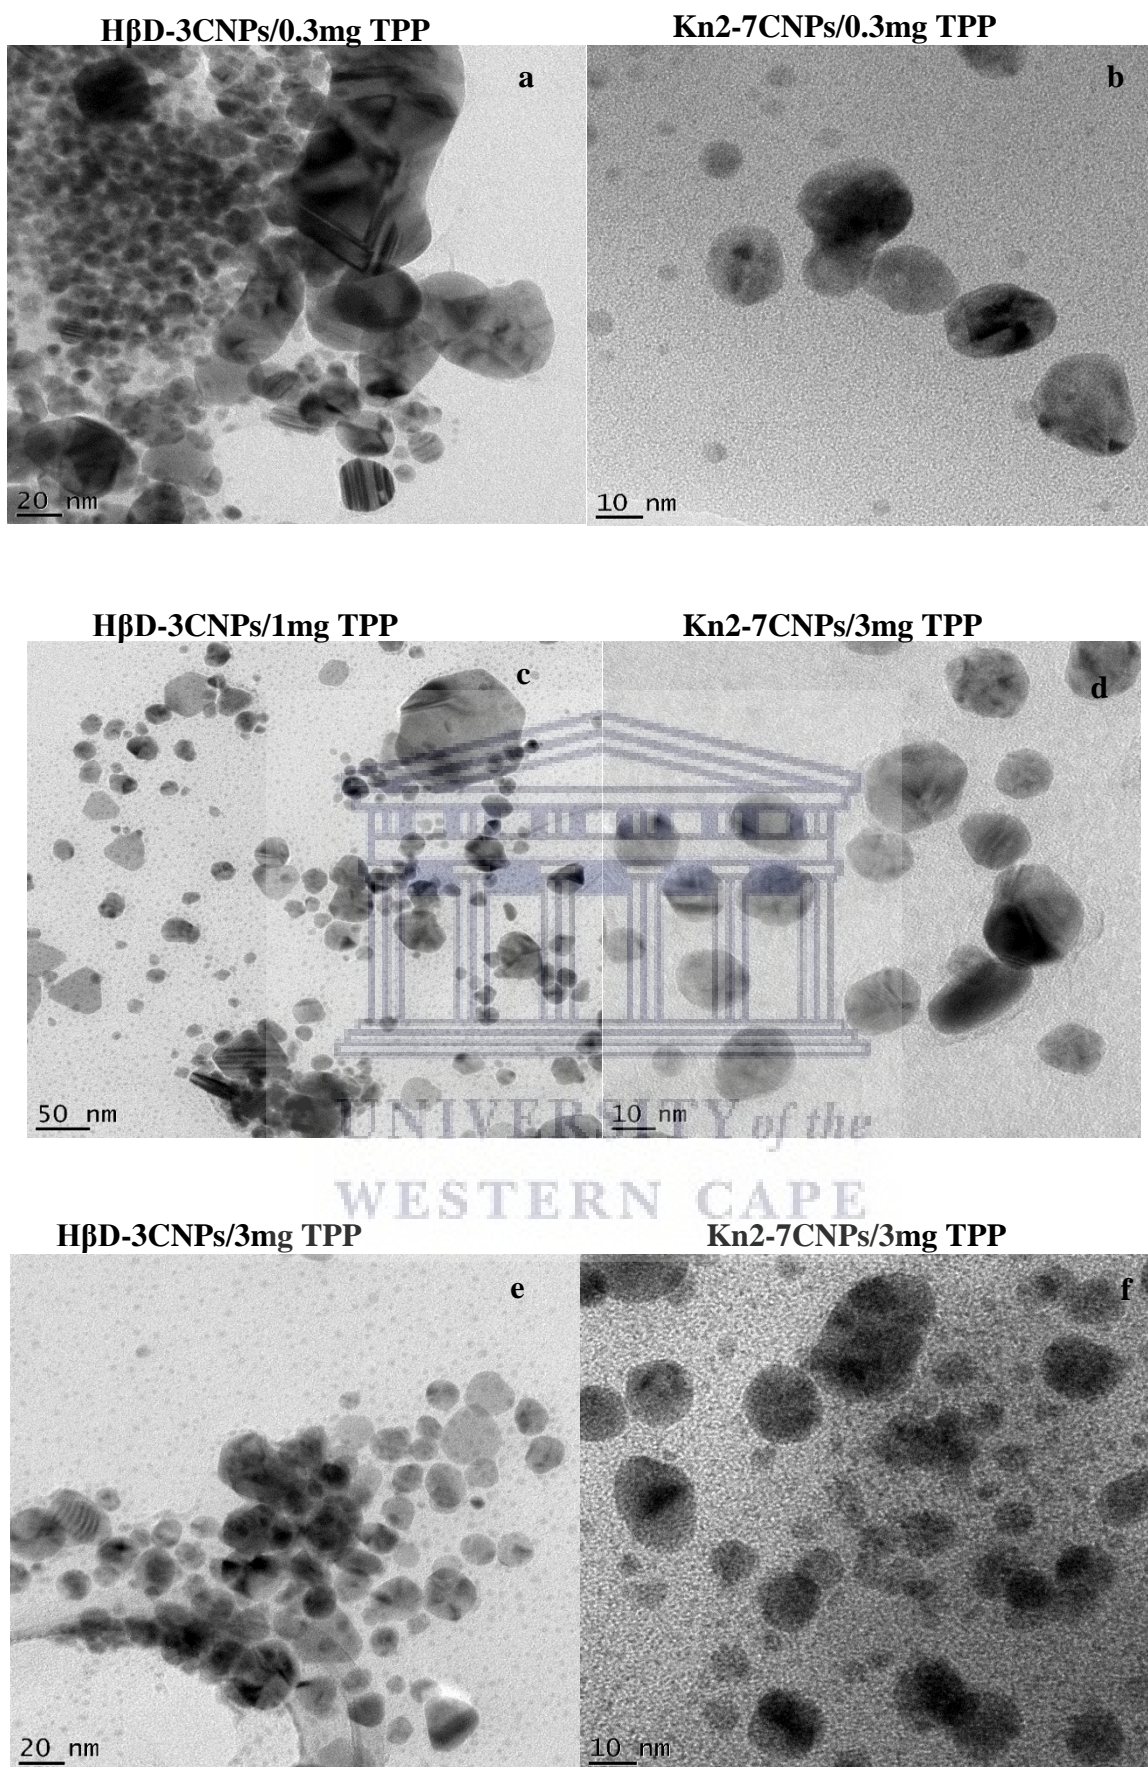 HβD-3CNPs/0.3mg TPP
Kn2-7CNPs/0.3mg TPP
a
b
20 nm
10 nm
HβD-3CNPs/1mg TPP
Kn2-7CNPs/3mg TPP
c
d
50 nm
10 nm
UNIVERSITY of the
WESTERN CAPE
HβD-3CNPs/3mg TPP
Kn2-7CNPs/3mg TPP
e
f
20 nm
10 nm